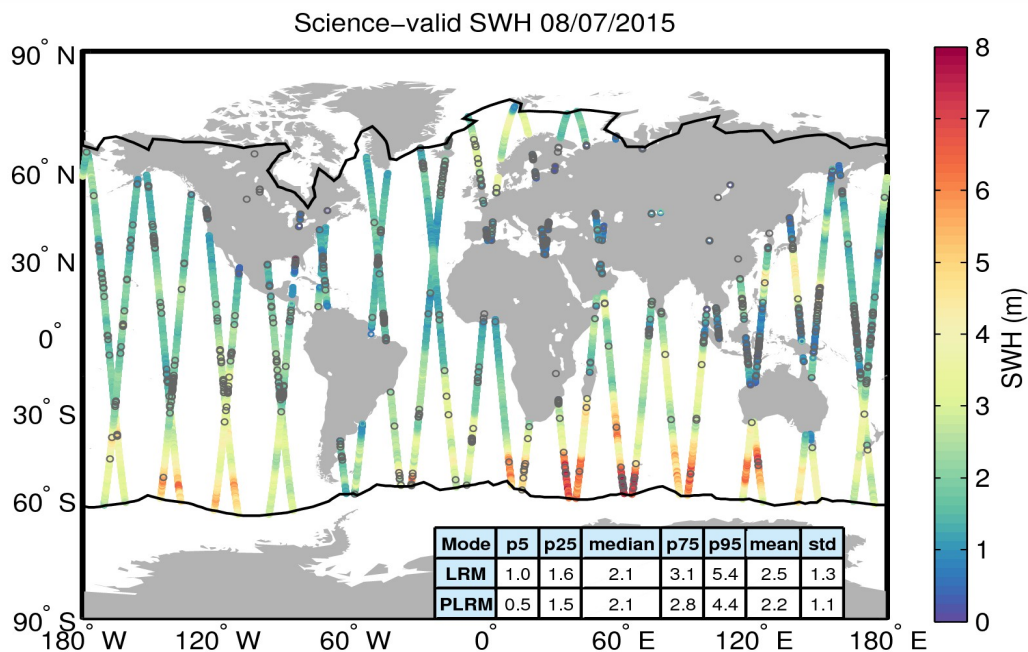 Science−valid SWH 08/07/2015
90° N
60° N
30° N
0°
30° S
60° S
90° S
180° W
120° W
60° W
0°
60° E
120° E
180° E
8
7
6
5
4
3
2
1
0
SWH (m)
Mode p5 p25 median p75 p95 mean std
LRM 1.0 1.6 2.1 3.1 5.4 2.5 1.3
PLRM 0.5 1.5 2.1 2.8 4.4 2.2 1.1